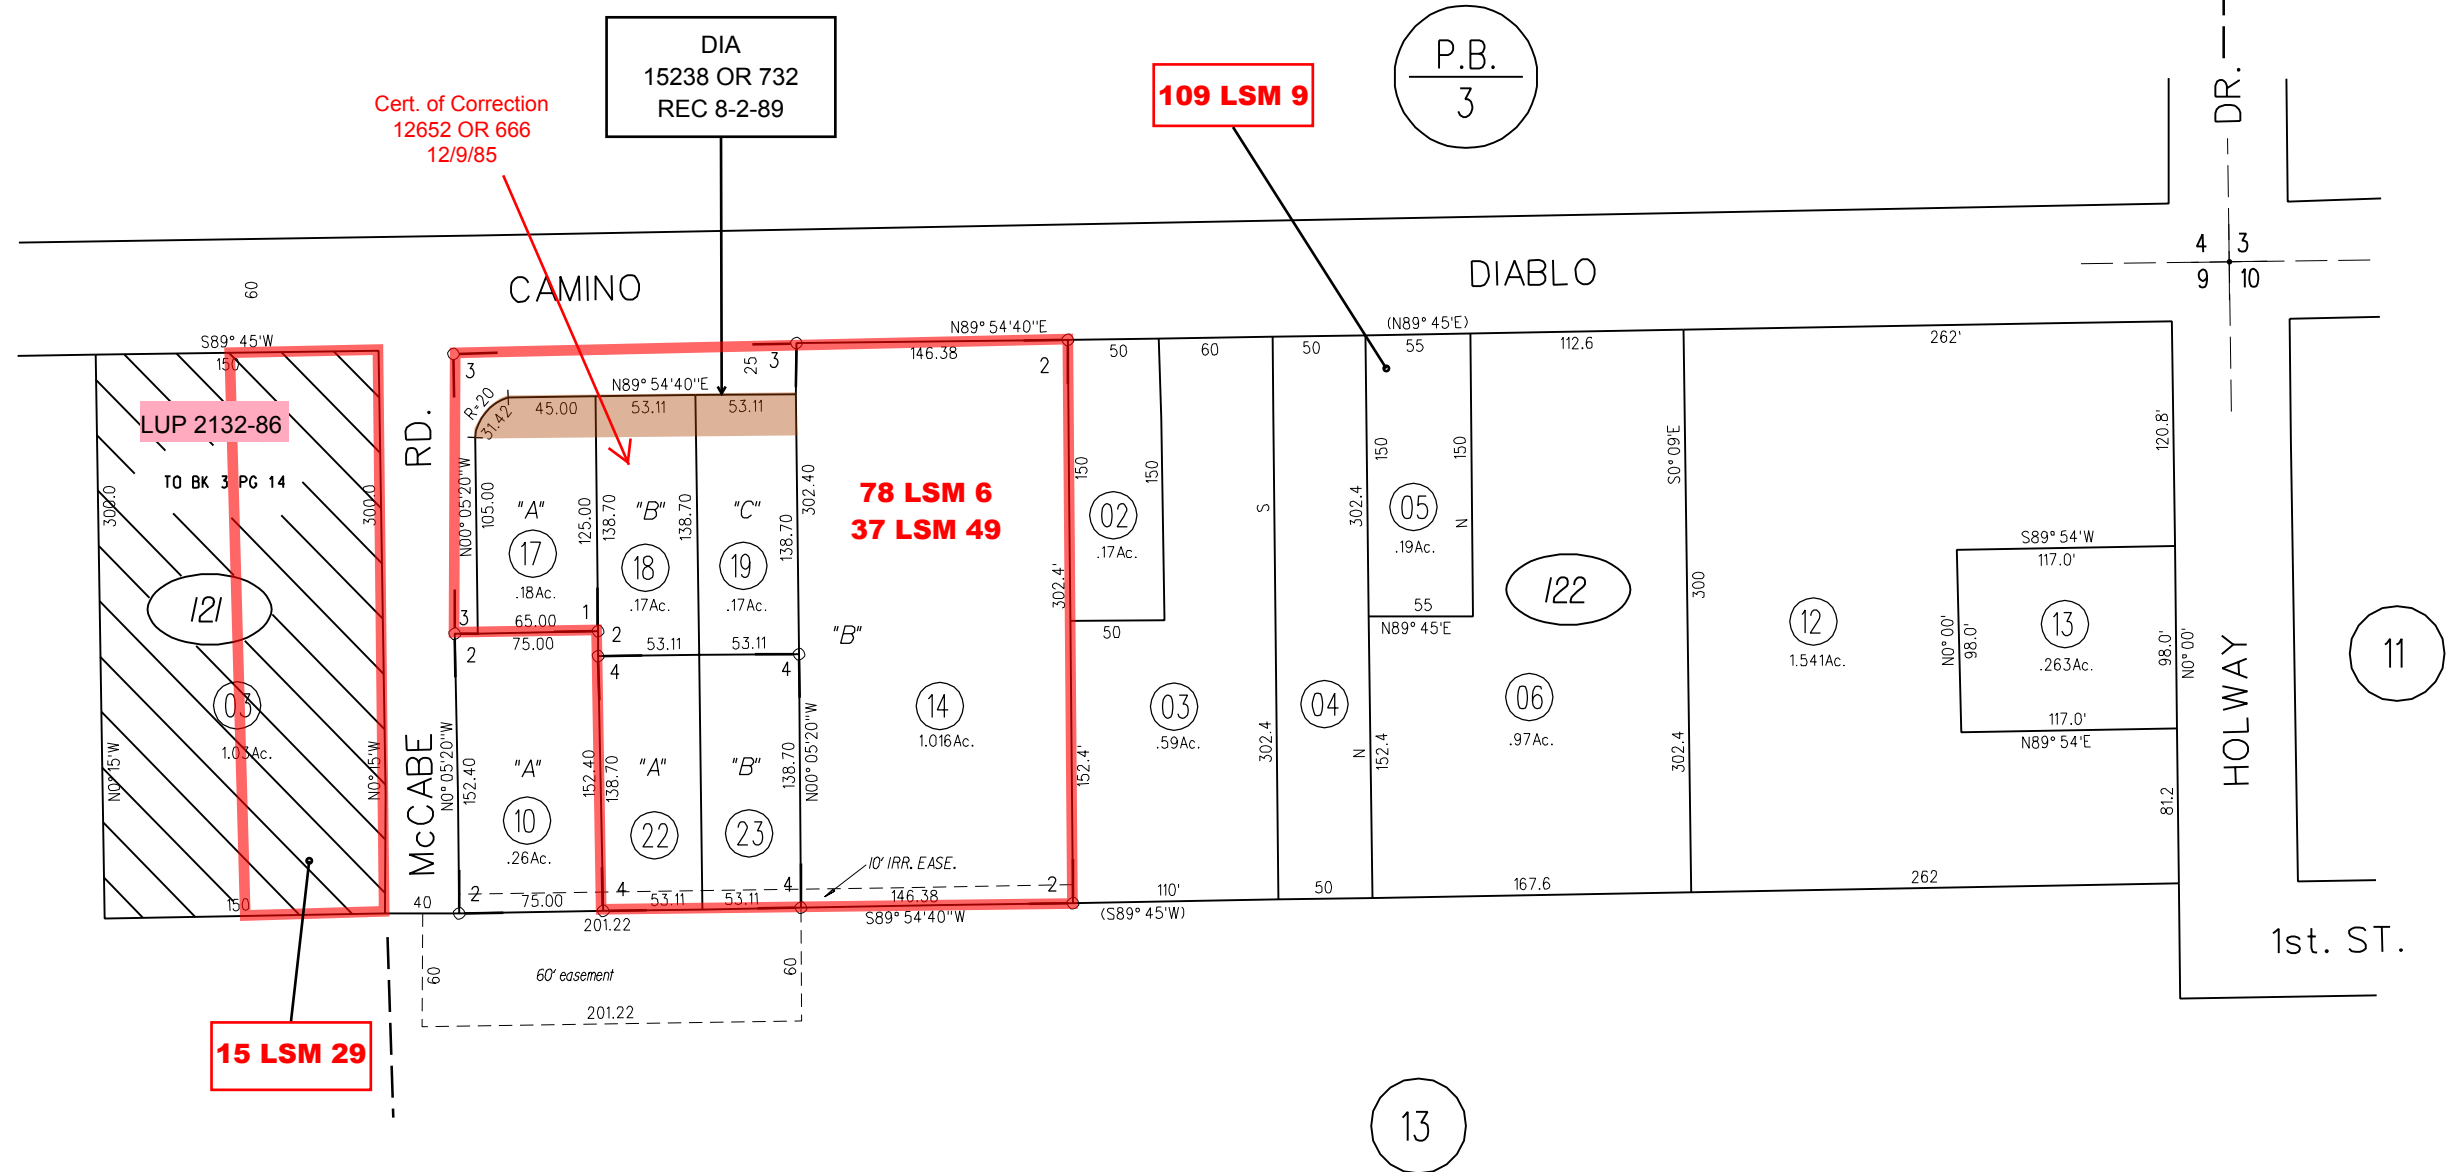 DIA
15238 OR 732
REC 8-2-89
Cert. of Correction
12652 OR 666
12/9/85
109 LSM 9
P.B.
3
DR.
4 3
9 10
60
CAMINO
DIABLO
S89° 45'W
150
N89° 54'40"E
146.38
(N89° 45'E)
50
60
50
55
112.6
262'
3
25
3
2
N89° 54'40"E
R=20
31.42
45.00
53.11
53.11
LUP 2132-86
TO BK 3 PG 14
300.0
300.0
RD.
N00° 05'20"W
105.00
125.00
138.70
138.70
138.70
302.40
"A"
17
.18Ac.
"B"
18
.17Ac.
"C"
19
.17Ac.
78 LSM 6
37 LSM 49
150
150
02
.17Ac.
50
302.4'
S
302.4
150
150
05
.19Ac.
N
55
N89° 45'E
122
S0° 09'E
300
120.8'
S89° 54'W
117.0'
12
1.541Ac.
13
.263Ac.
N0° 00'
98.0'
98.0'
N0° 00'
117.0'
N89° 54'E
11
121
3
65.00
1
75.00
2
2
53.11
53.11
4
4
"B"
03
1.03Ac.
N0° 15'W
N0° 15'W
McCABE
N0° 05'20"W
152.40
"A"
10
.26Ac.
152.40
138.70
"A"
22
"B"
23
138.70
N00° 05'20"W
14
1.016Ac.
152.4'
03
.59Ac.
302.4
04
N
152.4
06
.97Ac.
302.4
HOLWAY
81.2
10' IRR. EASE.
150
40
2
75.00
4
53.11
53.11
4
146.38
2
110'
50
167.6
262
201.22
S89° 54'40"W
(S89° 45'W)
1st. ST.
60
60' easement
60
201.22
15 LSM 29
13